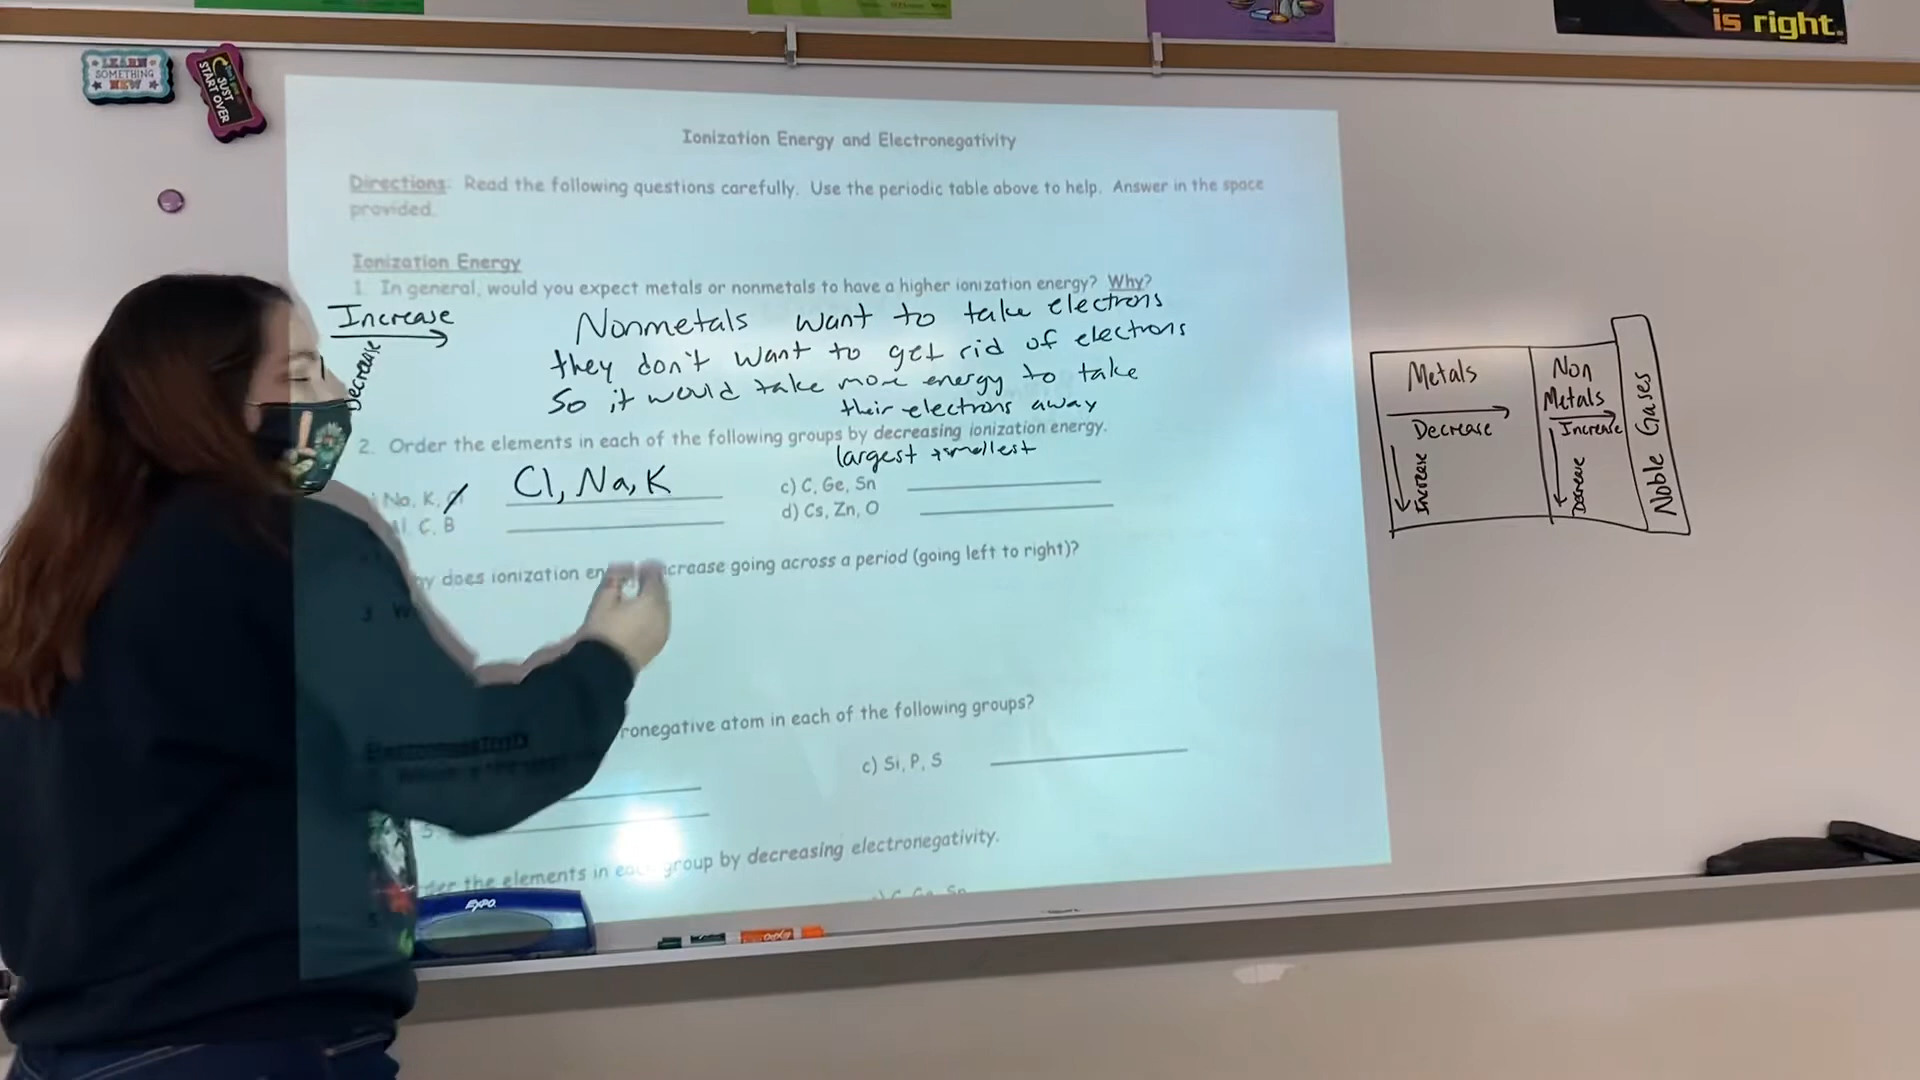 is right.
LEARN
SOMETHING
NEW
JUST
START OVER
Ionization Energy and Electronegativity
Directions: Read the following questions carefully. Use the periodic table above to help. Answer in the space
provided.
Ionization Energy
1. In general, would you expect metals or nonmetals to have a higher ionization energy? Why?
Increase
Decrease
Nonmetals want to take electrons
they don't want to get rid of electrons
So it would take more energy to take
their electrons away
2. Order the elements in each of the following groups by decreasing ionization energy.
largest smallest
Na, K,
Cl, Na, K
c) C, Ge, Sn
C, B
d) Cs, Zn, O
does ionization going across a period (going left to right)?
3.
atom in each of the following groups?
c) Si, P, S
the elements in group by decreasing electronegativity.
EXPO
Metals
Decrease
Increase
Non
Metals
Increase
Decrease
Noble Gases